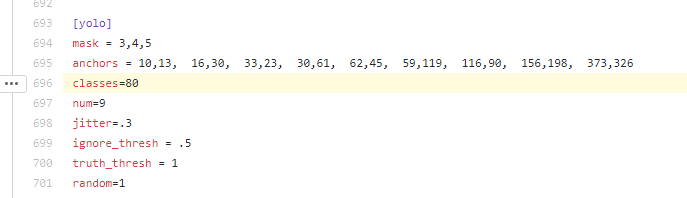 692
693 [yolo]
694 mask = 3,4,5
695 anchors = 10,13,  16,30,  33,23,  30,61,  62,45,  59,119,  116,90,  156,198,  373,326
696 classes=80
697 num=9
698 jitter=.3
699 ignore_thresh = .5
700 truth_thresh = 1
701 random=1